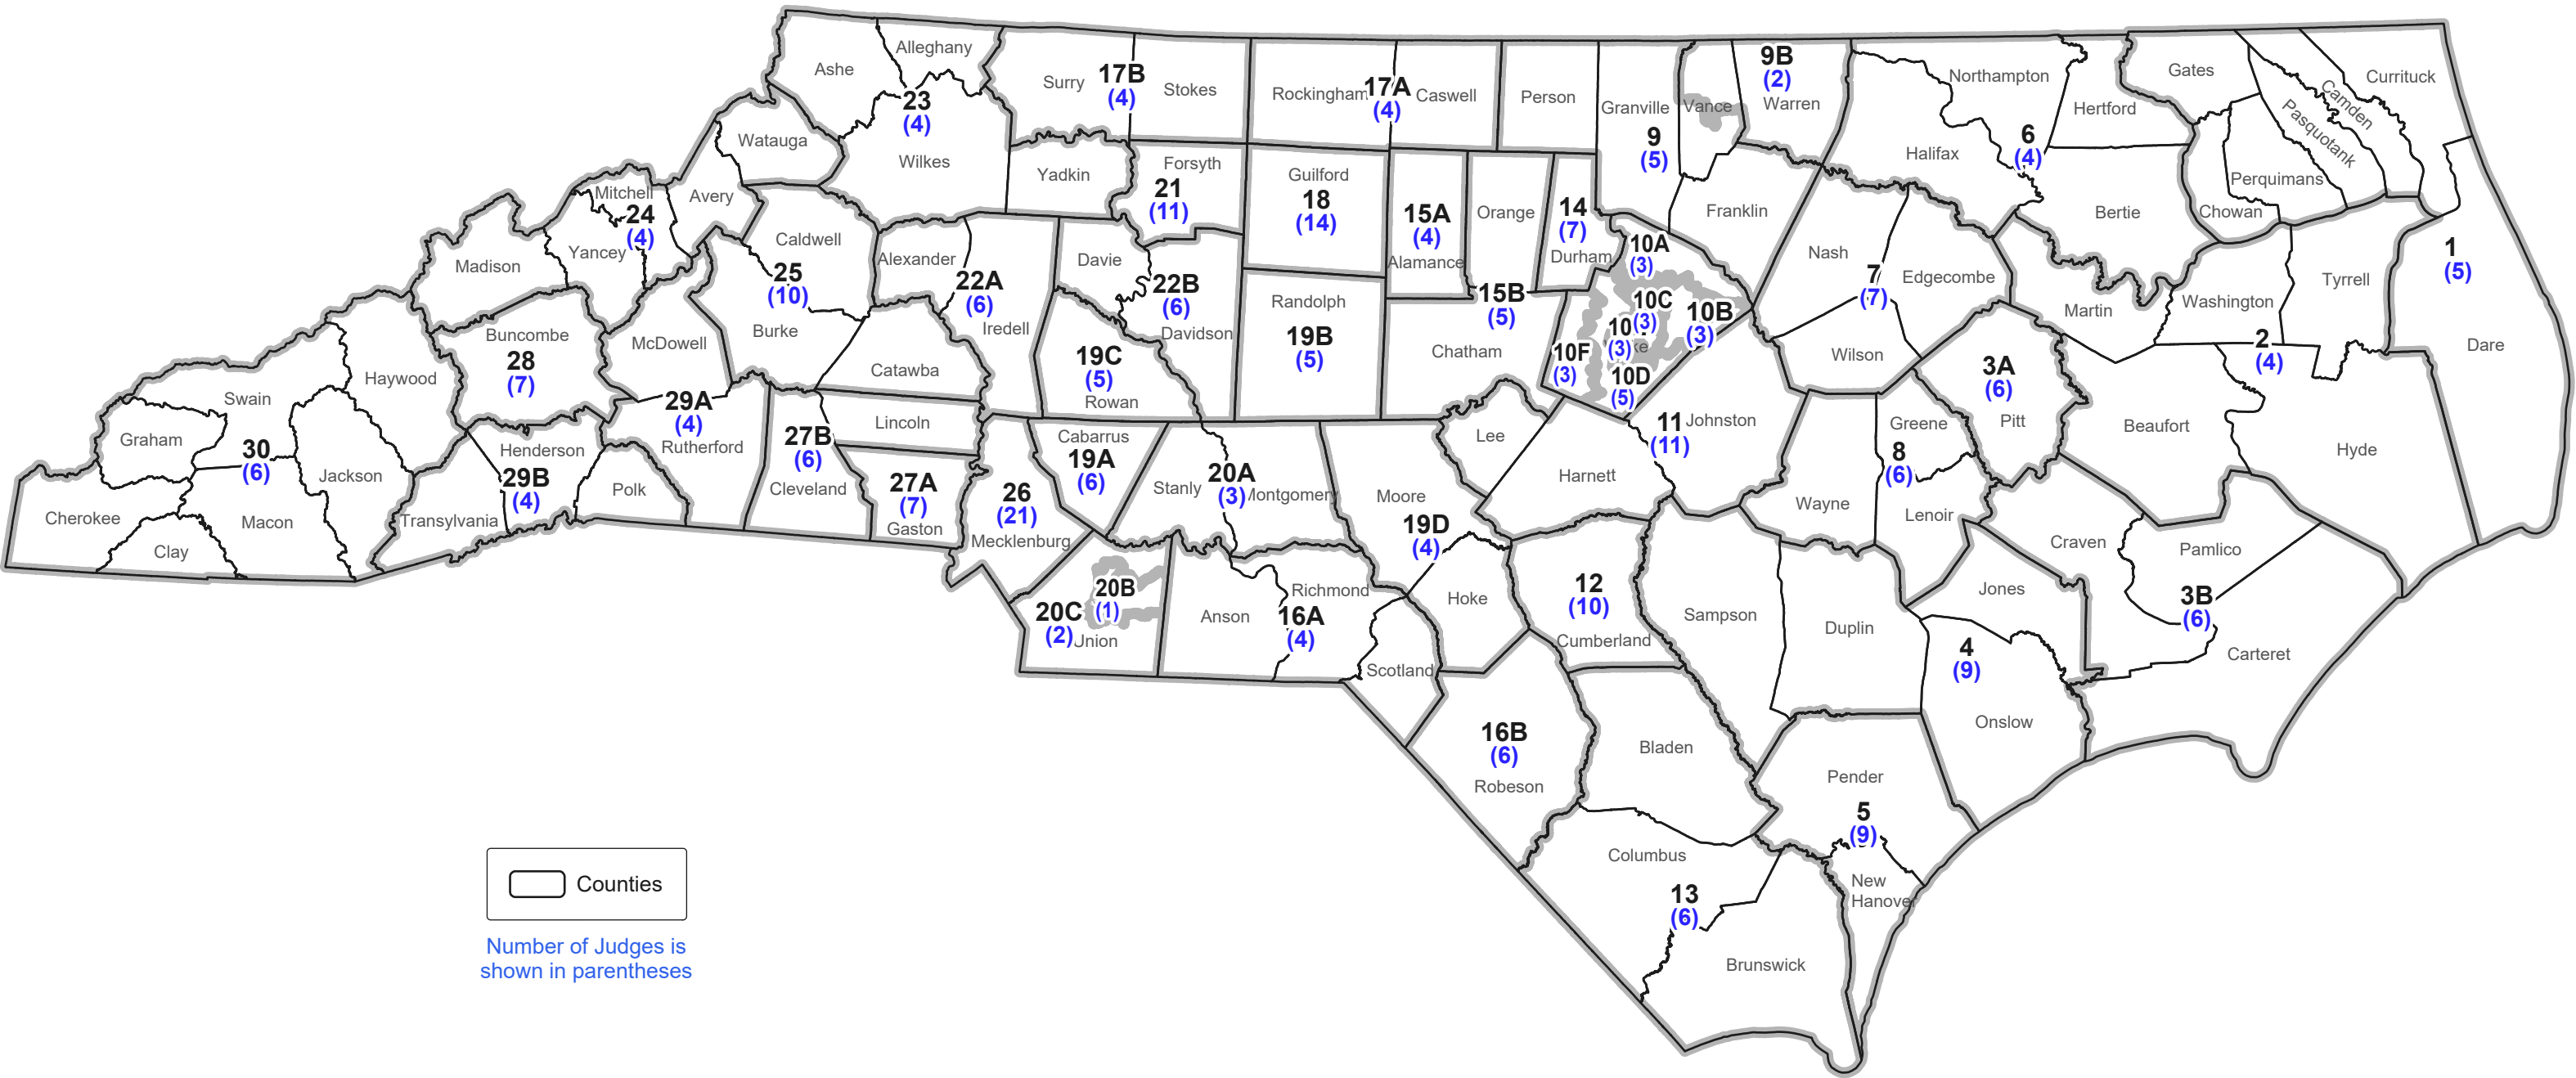 Ashe
Alleghany
23
(4)
Wilkes
Watauga
Surry
17B
(4)
Stokes
Rockingham
17A
(4)
Caswell
Person
Granville
9
(5)
Vance
9B
(2)
Warren
Franklin
Northampton
Halifax
6
(4)
Hertford
Bertie
Gates
Currituck
Camden
Pasquotank
Perquimans
Chowan
1
(5)
Dare
Mitchell
24
(4)
Yancey
Avery
Madison
Caldwell
25
(10)
Burke
Alexander
22A
(6)
Iredell
Catawba
Yadkin
Forsyth
21
(11)
Davie
22B
(6)
Davidson
Guilford
18
(14)
Randolph
19B
(5)
15A
(4)
Alamance
Orange
14
(7)
Durham
15B
(5)
Chatham
10A
(3)
10C
(3)
10B
(3)
(3)
10F
(3)
10D
(5)
Nash
7
(7)
Edgecombe
Wilson
Martin
Washington
Tyrrell
2
(4)
Beaufort
Hyde
Buncombe
28
(7)
McDowell
29A
(4)
Rutherford
Haywood
Swain
Graham
30
(6)
Jackson
Cherokee
Clay
Macon
Henderson
29B
(4)
Transylvania
Polk
27B
(6)
Cleveland
Lincoln
27A
(7)
Gaston
26
(21)
Mecklenburg
19C
(5)
Rowan
Cabarrus
19A
(6)
Stanly
20A
(3)
Montgomery
20B
(1)
20C
(2)
Union
Anson
Richmond
16A
(4)
Scotland
Moore
19D
(4)
Hoke
Lee
Harnett
11
(11)
Johnston
12
(10)
Cumberland
Sampson
Duplin
Wayne
Greene
8
(6)
Lenoir
3A
(6)
Pitt
Craven
Pamlico
3B
(6)
Carteret
Jones
4
(9)
Onslow
16B
(6)
Robeson
Bladen
Pender
5
(9)
New
Hanover
Columbus
13
(6)
Brunswick
Counties
Number of Judges is
shown in parentheses